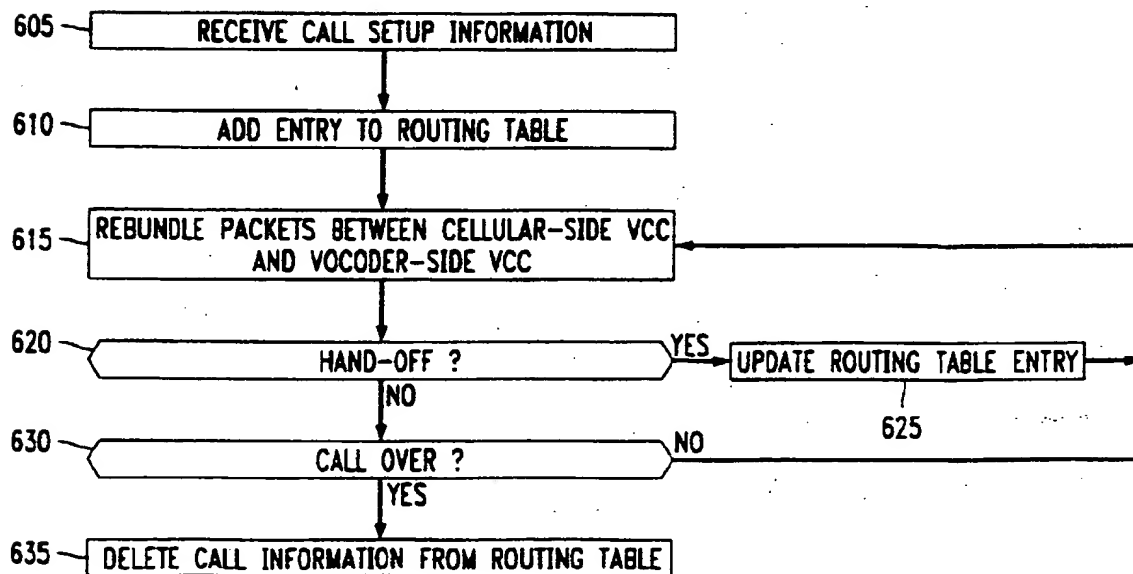 605
RECEIVE CALL SETUP INFORMATION
610
ADD ENTRY TO ROUTING TABLE
615
REBUNDLE PACKETS BETWEEN CELLULAR-SIDE VCC
AND VOCODER-SIDE VCC
620
HAND-OFF ?
YES
UPDATE ROUTING TABLE ENTRY
625
NO
630
CALL OVER ?
NO
YES
635
DELETE CALL INFORMATION FROM ROUTING TABLE